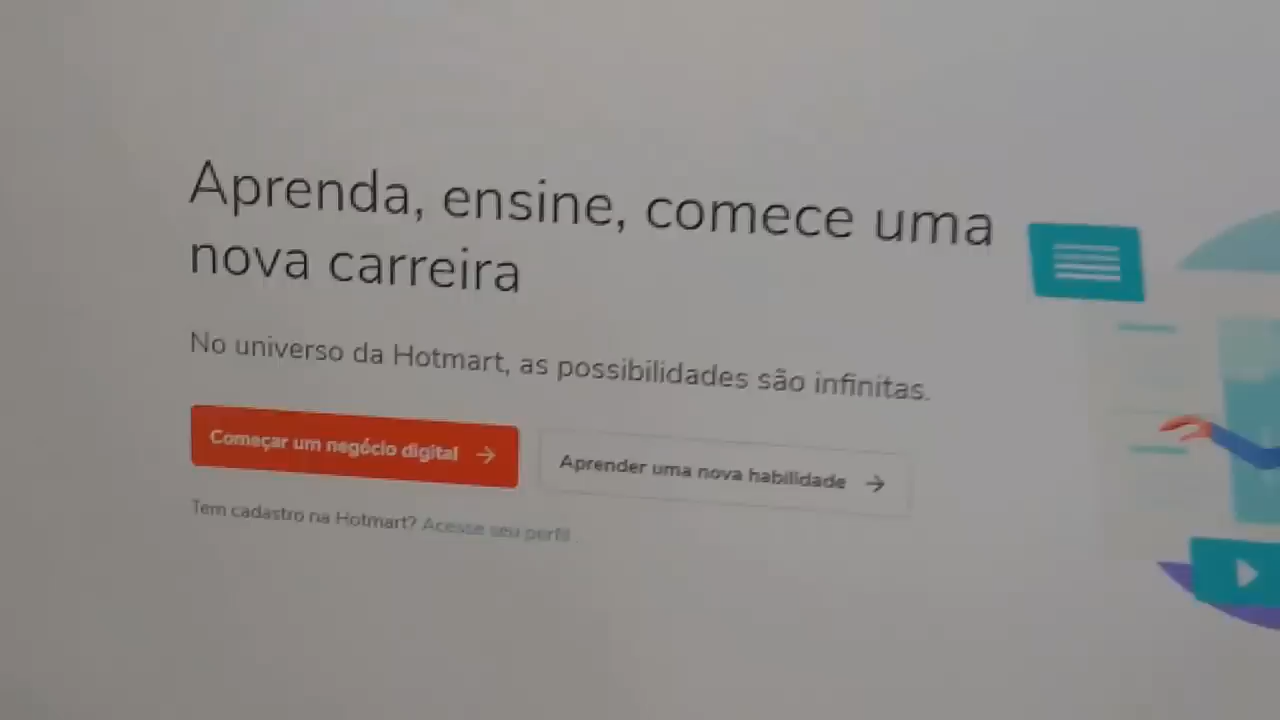 Aprenda, ensine, comece uma
nova carreira
No universo da Hotmart, as possibilidades são infinitas.
Começar um negócio digital →
Aprender uma nova habilidade →
Tem cadastro na Hotmart? Acesse seu perfil.